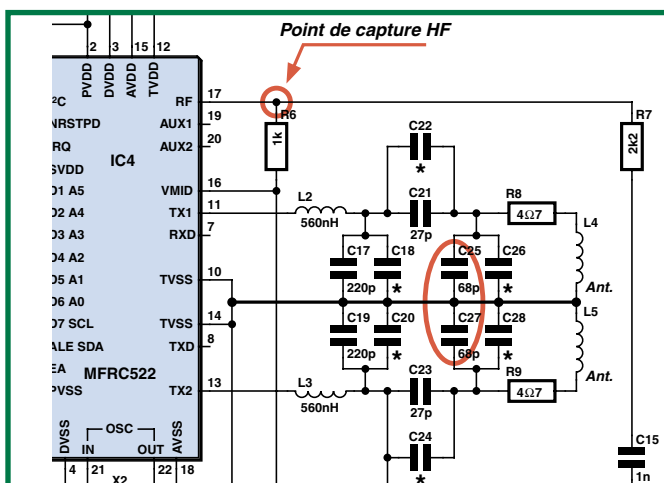 Point de capture HF
2 3 15 12
PVDD DVDD AVDD TVDD
²C RF 17 R6 R7
NRSTPD AUX1 19 1k 2k2
RQ AUX2 20 C22
SVDD IC4 *
D1 A5 VMID 16 C21 R8 L4
D2 A4 TX1 11 L2 27p 4Ω7
D3 A3 RXD 7 560nH
D4 A2 C17 C18 C25 C26
D5 A1 TVSS 10 220p * 68p * Ant.
D6 A0 L5
D7 SCL TVSS 14 C19 C20 C27 C28
ALE SDA TXD 8 220p * 68p * Ant.
EA MFRC522
PVSS TX2 13 L3 C23 R9
560nH 27p 4Ω7
DVSS OSC AVSS C24 C15
IN OUT * 1n
4 21 22 18
X2